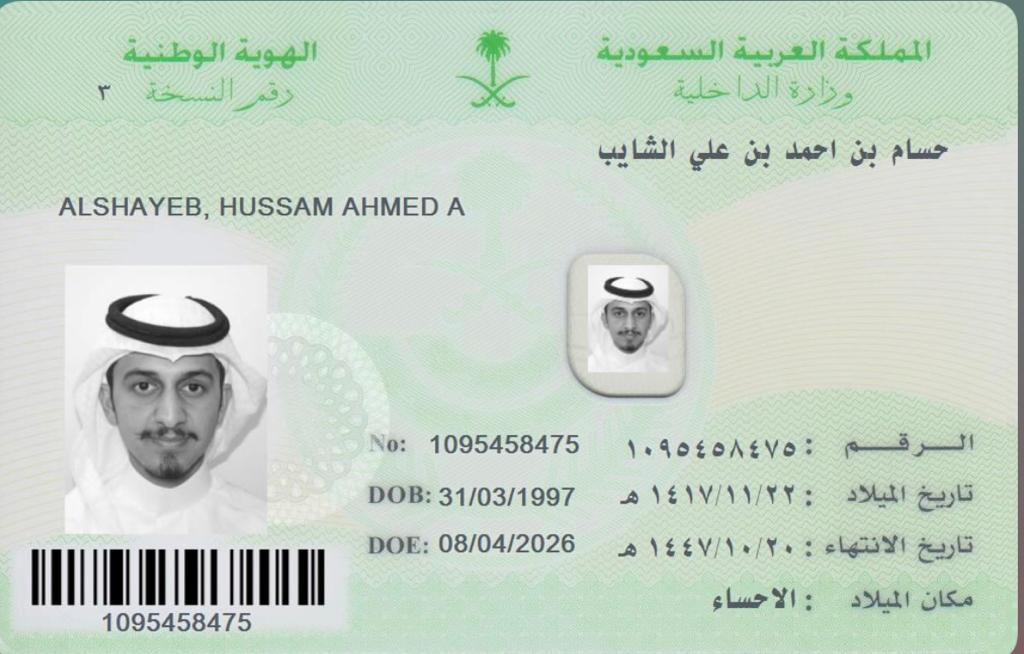 المملكة العربية السعودية
وزارة الداخلية
الهوية الوطنية
رقم النسخة ٣
حسام بن احمد بن علي الشايب
ALSHAYEB, HUSSAM AHMED A
الرقم : ١٠٩٥٤٥٨٤٧٥
No: 1095458475
تاريخ الميلاد : ١٤١٧/١١/٢٢ هـ
DOB: 31/03/1997
تاريخ الانتهاء : ١٤٤٧/١٠/٢٠ هـ
DOE: 08/04/2026
مكان الميلاد : الاحساء
1095458475